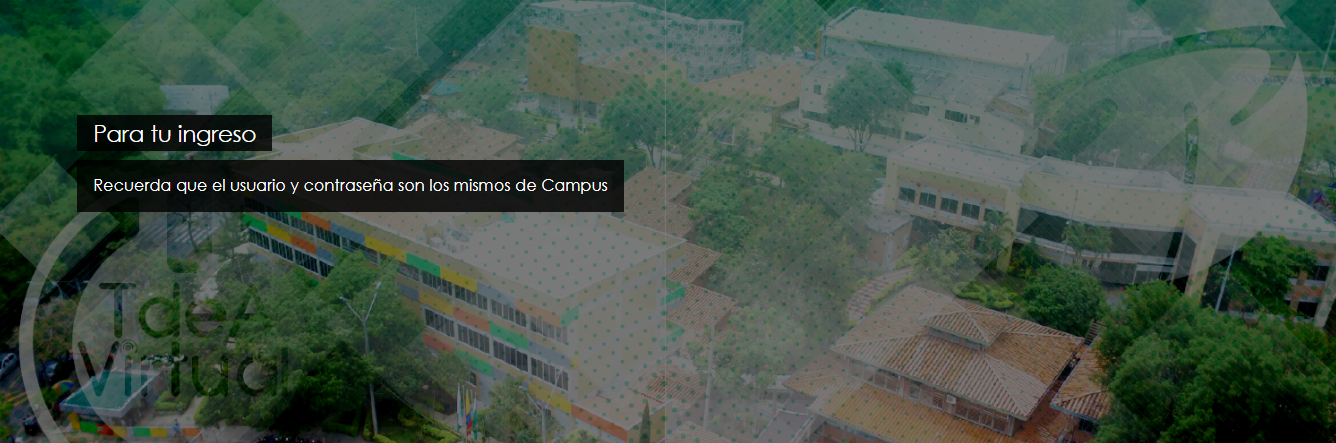 Para tu ingreso
Recuerda que el usuario y contraseña son los mismos de Campus
TdeA
Virtual